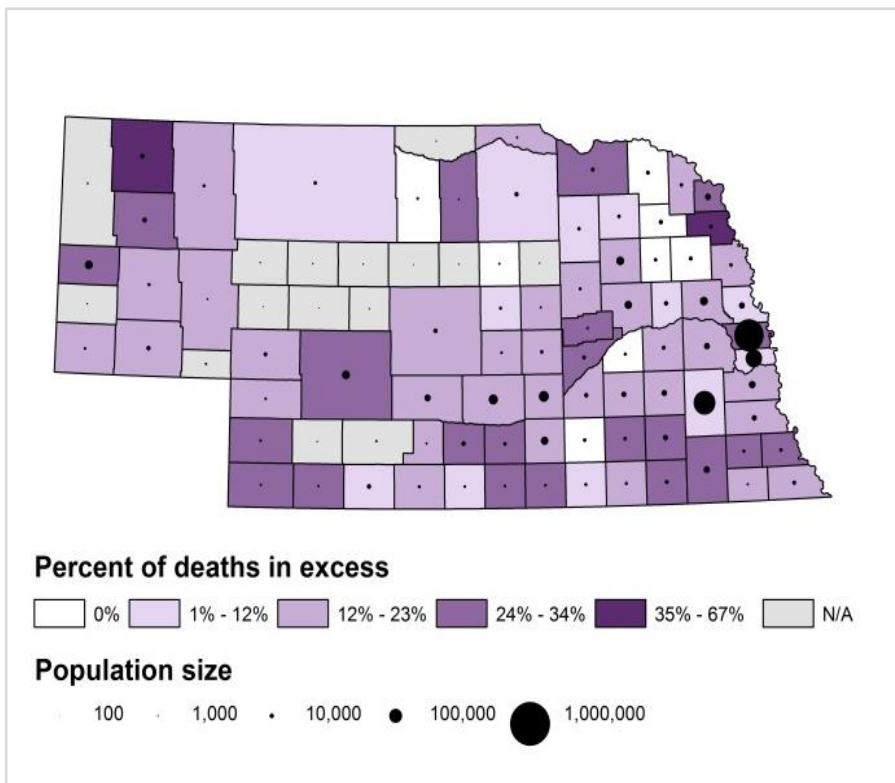 Percent of deaths in excess
0% 1% - 12% 12% - 23% 24% - 34% 35% - 67% N/A
Population size
100 1,000 10,000 100,000 1,000,000